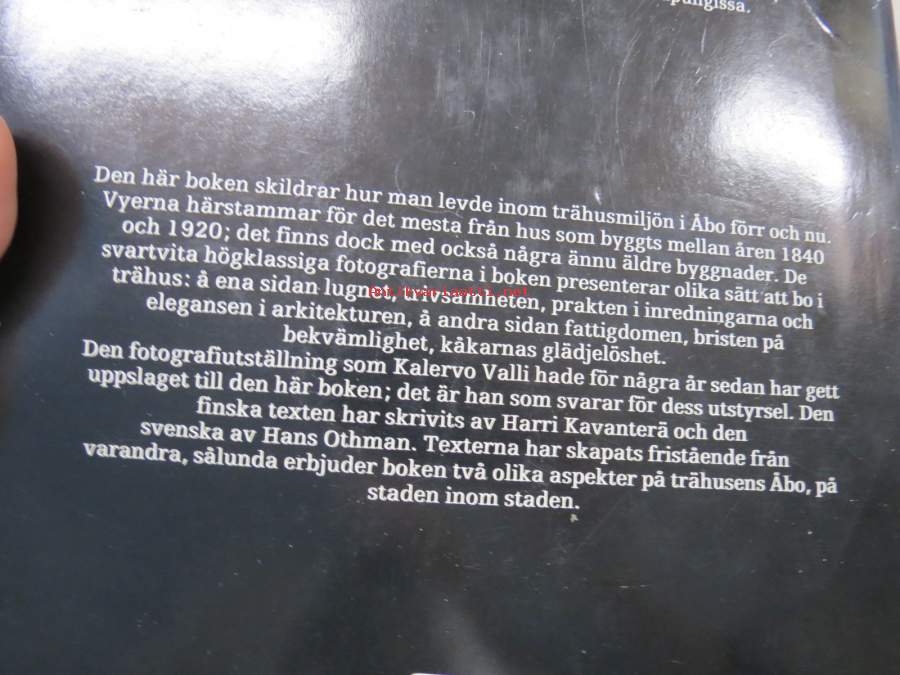 pungissa.
Den här boken skildrar hur man levde inom trähusmiljön i Åbo förr och nu.
Vyerna härstammar för det mesta från hus som byggts mellan åren 1840
och 1920; det finns dock med också några ännu äldre byggnader. De
svartvita högklassiga fotografierna i boken presenterar olika sätt att bo i
trähus: å ena sidan lugnet, omsamheten, prakten i inredningarna och
elegansen i arkitekturen, å andra sidan fattigdomen, bristen på
bekvämlighet, kåkarnas glädjelöshet.
Den fotografiutställning som Kalervo Valli hade för några år sedan har gett
uppslaget till den här boken; det är han som svarar för dess utstyrsel. Den
finska texten har skrivits av Harri Kavanterä och den
svenska av Hans Othman. Texterna har skapats fristående från
varandra, sålunda erbjuder boken två olika aspekter på trähusens Åbo, på
staden inom staden.